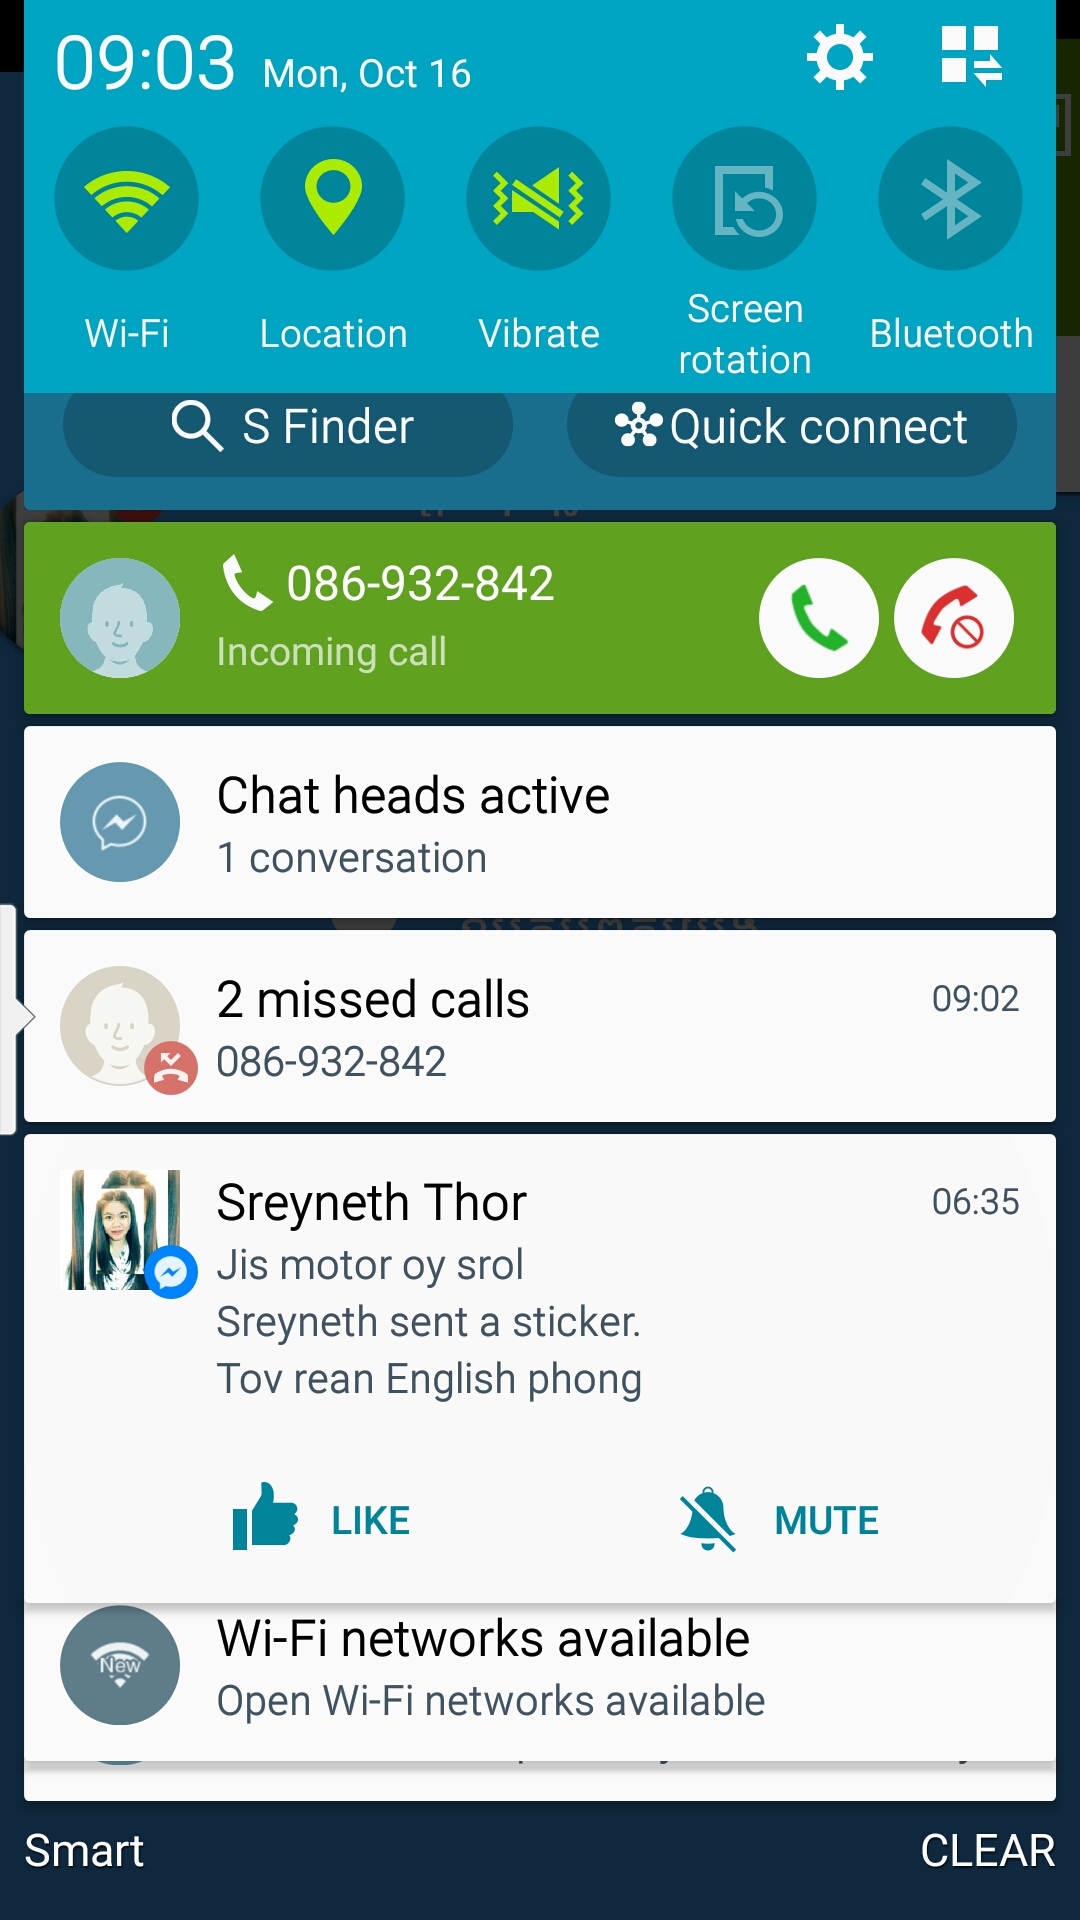 09:03 Mon, Oct 16
Wi-Fi
Location
Vibrate
Screen
rotation
Bluetooth
S Finder
Quick connect
086-932-842
Incoming call
Chat heads active
1 conversation
2 missed calls
09:02
086-932-842
Sreyneth Thor
06:35
Jis motor oy srol
Sreyneth sent a sticker.
Tov rean English phong
LIKE
MUTE
New
Wi-Fi networks available
Open Wi-Fi networks available
Smart
CLEAR